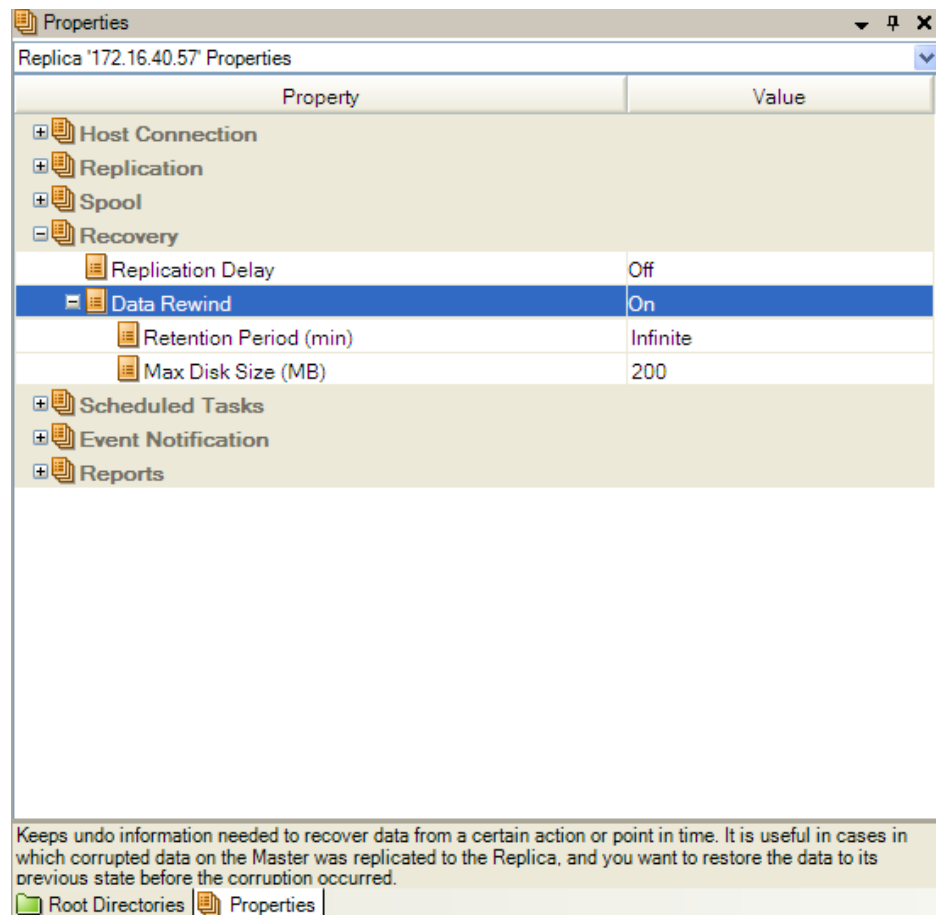 Properties
Replica '172.16.40.57' Properties
Property Value
Host Connection
Replication
Spool
Recovery
Replication Delay Off
Data Rewind On
Retention Period (min) Infinite
Max Disk Size (MB) 200
Scheduled Tasks
Event Notification
Reports
Keeps undo information needed to recover data from a certain action or point in time. It is useful in cases in
which corrupted data on the Master was replicated to the Replica, and you want to restore the data to its
previous state before the corruption occurred.
Root Directories Properties